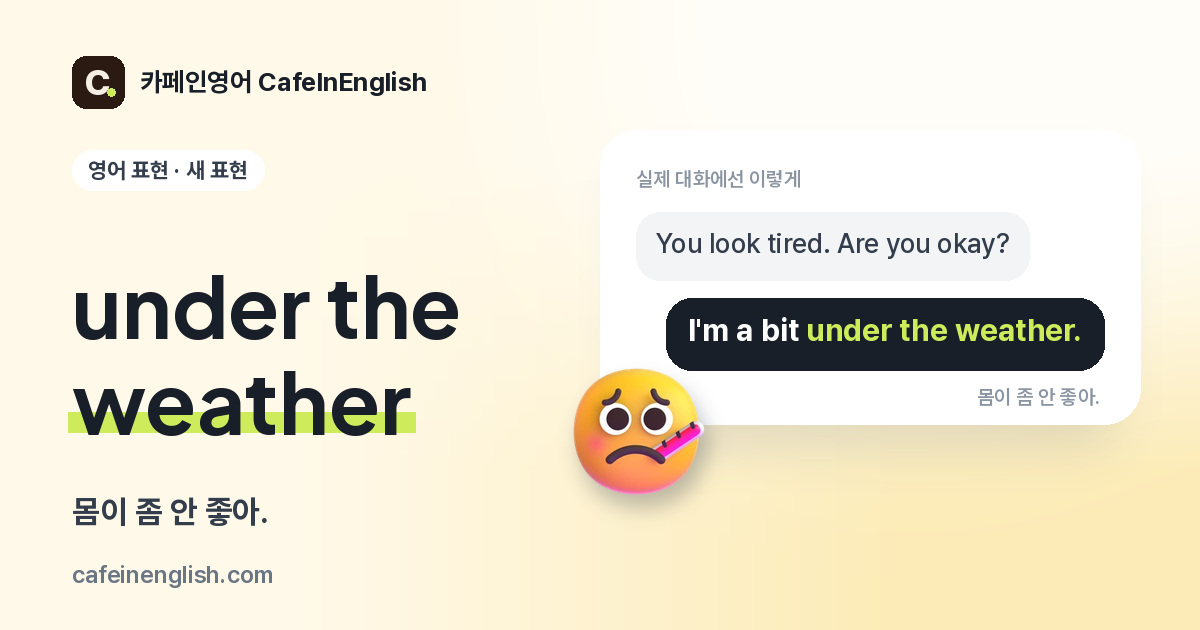 C
카페인영어 CafeInEnglish
영어 표현 · 새 표현
under the
weather
몸이 좀 안 좋아.
cafeinenglish.com
실제 대화에선 이렇게
You look tired. Are you okay?
I'm a bit under the weather.
몸이 좀 안 좋아.